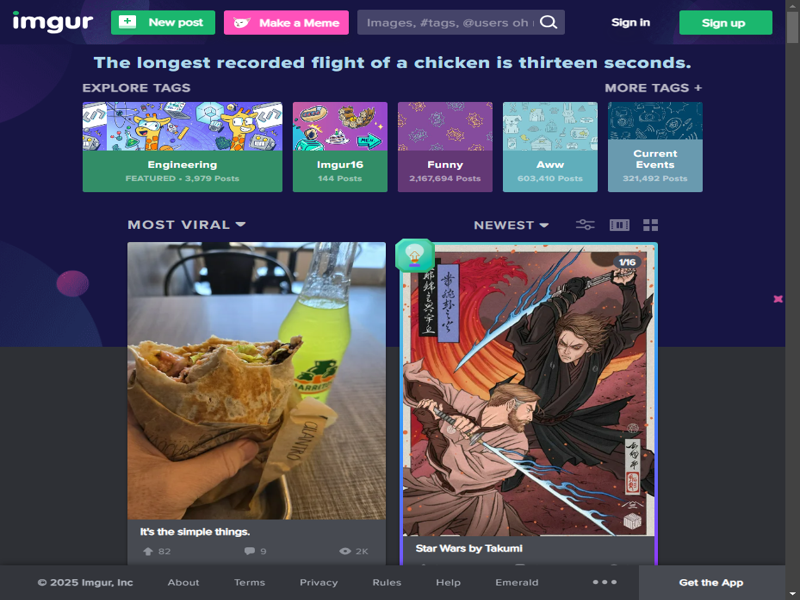 imgur
New post
Make a Meme
Images, #tags, @users oh
Sign in
Sign up
The longest recorded flight of a chicken is thirteen seconds.
EXPLORE TAGS
MORE TAGS +
Engineering
FEATURED • 3,979 Posts
Imgur16
144 Posts
Funny
2,167,694 Posts
Aww
603,410 Posts
Current
Events
321,492 Posts
MOST VIRAL
NEWEST
JARRITOS
QUANTRO
It's the simple things.
82
9
2K
1/16
Star Wars by Takumi
© 2025 Imgur, Inc
About
Terms
Privacy
Rules
Help
Emerald
Get the App